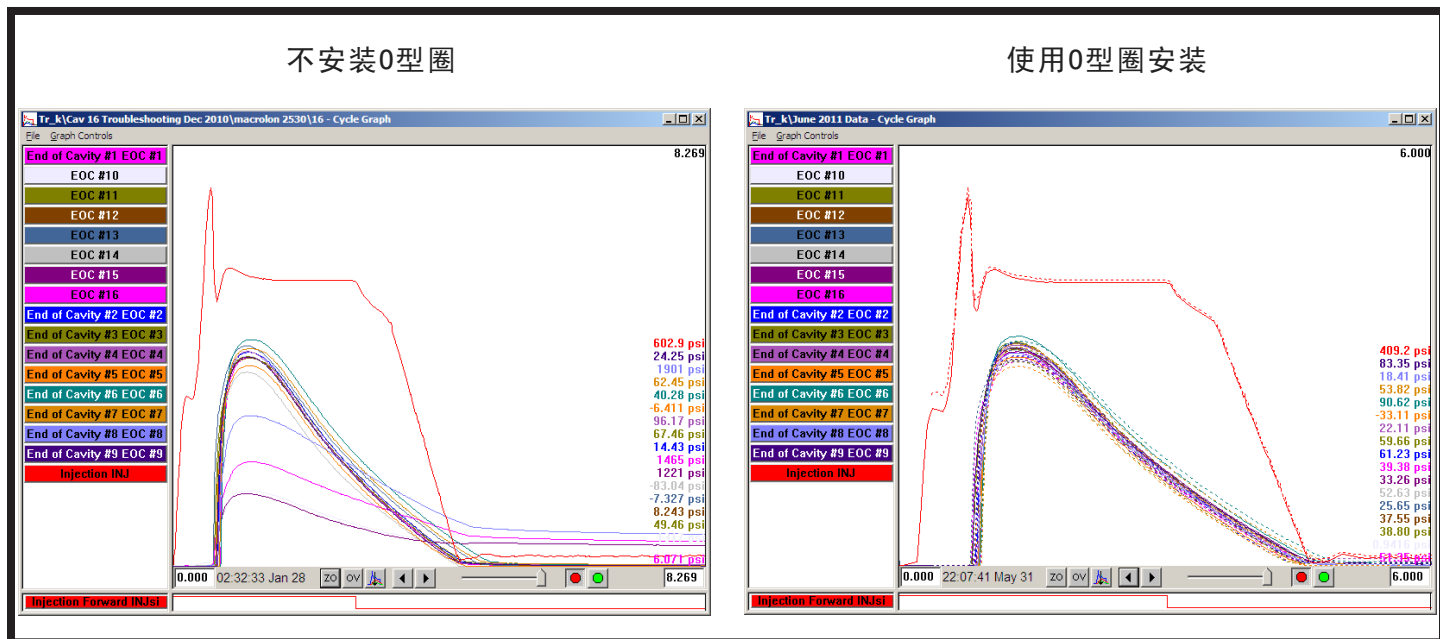 不安装0型圈
Tr_k\Cav 16 Troubleshooting Dec 2010\macrolon 2530\16 - Cycle Graph
File Graph Controls
End of Cavity #1 EOC #1
EOC #10
EOC #11
EOC #12
EOC #13
EOC #14
EOC #15
EOC #16
End of Cavity #2 EOC #2
End of Cavity #3 EOC #3
End of Cavity #4 EOC #4
End of Cavity #5 EOC #5
End of Cavity #6 EOC #6
End of Cavity #7 EOC #7
End of Cavity #8 EOC #8
End of Cavity #9 EOC #9
Injection INJ
8.269
602.9 psi
24.25 psi
1901 psi
62.45 psi
40.28 psi
-6.411 psi
96.17 psi
67.46 psi
14.43 psi
1465 psi
1221 psi
-83.04 psi
-7.327 psi
8.243 psi
49.46 psi
6.071 psi
0.000 02:32:33 Jan 28 ZO OV 8.269
Injection Forward INJsi
使用0型圈安装
Tr_k\June 2011 Data - Cycle Graph
File Graph Controls
End of Cavity #1 EOC #1
EOC #10
EOC #11
EOC #12
EOC #13
EOC #14
EOC #15
EOC #16
End of Cavity #2 EOC #2
End of Cavity #3 EOC #3
End of Cavity #4 EOC #4
End of Cavity #5 EOC #5
End of Cavity #6 EOC #6
End of Cavity #7 EOC #7
End of Cavity #8 EOC #8
End of Cavity #9 EOC #9
Injection INJ
6.000
409.2 psi
83.35 psi
18.41 psi
53.82 psi
90.62 psi
-33.11 psi
22.11 psi
59.66 psi
61.23 psi
39.38 psi
33.26 psi
52.63 psi
25.65 psi
37.55 psi
38.80 psi
0.000 22:07:41 May 31 ZO OV 6.000
Injection Forward INJsi